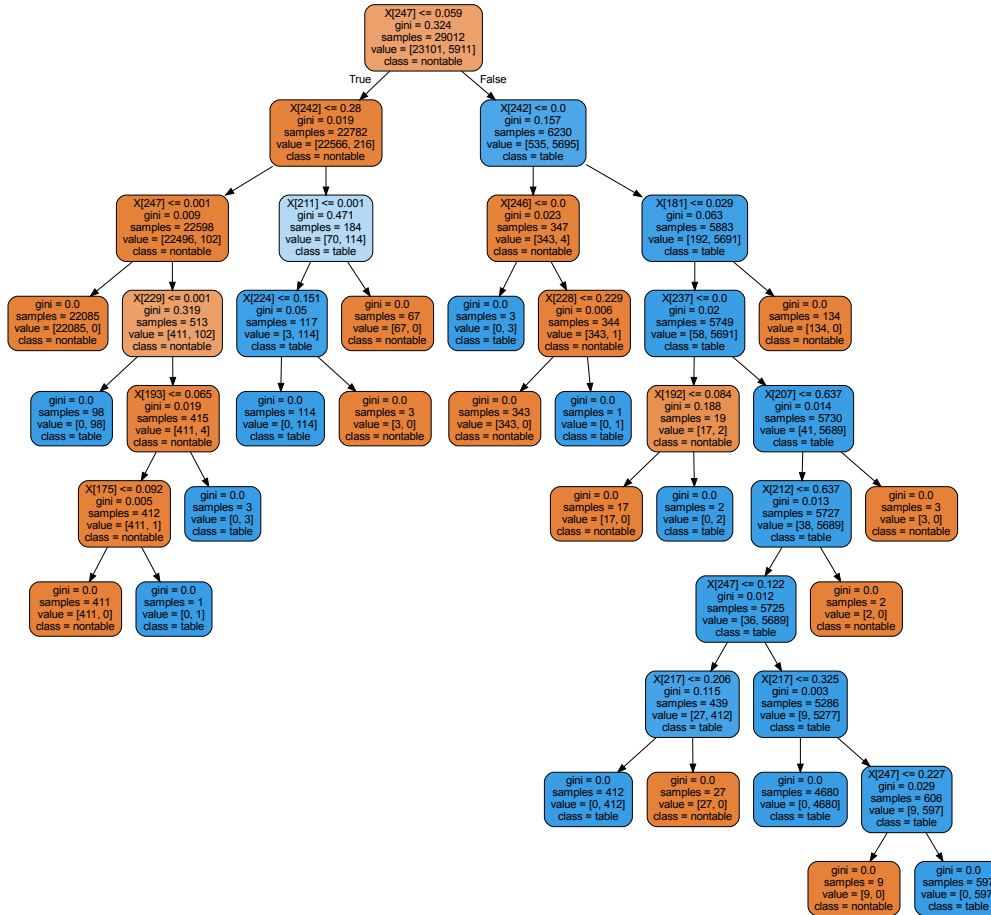 X[247] <= 0.059
gini = 0.324
samples = 29012
value = [23101, 5911]
class = nontable
True
False
X[242] <= 0.28
gini = 0.019
samples = 22782
value = [22566, 216]
class = nontable
X[242] <= 0.0
gini = 0.157
samples = 6230
value = [535, 5695]
class = table
X[247] <= 0.001
gini = 0.009
samples = 22598
value = [22496, 102]
class = nontable
X[211] <= 0.001
gini = 0.471
samples = 184
value = [70, 114]
class = table
X[246] <= 0.0
gini = 0.023
samples = 347
value = [343, 4]
class = nontable
X[181] <= 0.029
gini = 0.063
samples = 5883
value = [192, 5691]
class = table
gini = 0.0
samples = 22085
value = [22085, 0]
class = nontable
X[229] <= 0.001
gini = 0.319
samples = 513
value = [411, 102]
class = nontable
X[224] <= 0.151
gini = 0.05
samples = 117
value = [3, 114]
class = table
gini = 0.0
samples = 67
value = [67, 0]
class = nontable
gini = 0.0
samples = 3
value = [0, 3]
class = table
X[228] <= 0.229
gini = 0.006
samples = 344
value = [343, 1]
class = nontable
X[237] <= 0.0
gini = 0.02
samples = 5749
value = [58, 5691]
class = table
gini = 0.0
samples = 134
value = [134, 0]
class = nontable
gini = 0.0
samples = 98
value = [0, 98]
class = table
X[193] <= 0.065
gini = 0.019
samples = 415
value = [411, 4]
class = nontable
gini = 0.0
samples = 114
value = [0, 114]
class = table
gini = 0.0
samples = 3
value = [3, 0]
class = nontable
gini = 0.0
samples = 343
value = [343, 0]
class = nontable
gini = 0.0
samples = 1
value = [0, 1]
class = table
X[192] <= 0.084
gini = 0.188
samples = 19
value = [17, 2]
class = nontable
X[207] <= 0.637
gini = 0.014
samples = 5730
value = [41, 5689]
class = table
X[175] <= 0.092
gini = 0.005
samples = 412
value = [411, 1]
class = nontable
gini = 0.0
samples = 3
value = [0, 3]
class = table
gini = 0.0
samples = 17
value = [17, 0]
class = nontable
gini = 0.0
samples = 2
value = [0, 2]
class = table
X[212] <= 0.637
gini = 0.013
samples = 5727
value = [38, 5689]
class = table
gini = 0.0
samples = 3
value = [3, 0]
class = nontable
gini = 0.0
samples = 411
value = [411, 0]
class = nontable
gini = 0.0
samples = 1
value = [0, 1]
class = table
X[247] <= 0.122
gini = 0.012
samples = 5725
value = [36, 5689]
class = table
gini = 0.0
samples = 2
value = [2, 0]
class = nontable
X[217] <= 0.206
gini = 0.115
samples = 439
value = [27, 412]
class = table
X[217] <= 0.325
gini = 0.003
samples = 5286
value = [9, 5277]
class = table
gini = 0.0
samples = 412
value = [0, 412]
class = table
gini = 0.0
samples = 27
value = [27, 0]
class = nontable
gini = 0.0
samples = 4680
value = [0, 4680]
class = table
X[247] <= 0.227
gini = 0.029
samples = 606
value = [9, 597]
class = table
gini = 0.0
samples = 9
value = [9, 0]
class = nontable
gini = 0.0
samples = 597
value = [0, 597]
class = table